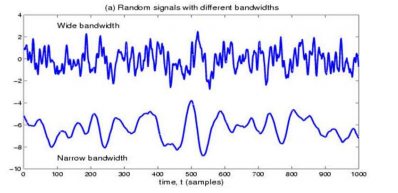 (a) Random signals with different bandwidths
4
Wide bandwidth
2
0
−2
−4
−6
−8
Narrow bandwidth
−10
0 100 200 300 400 500 600 700 800 900 1000
time, t (samples)